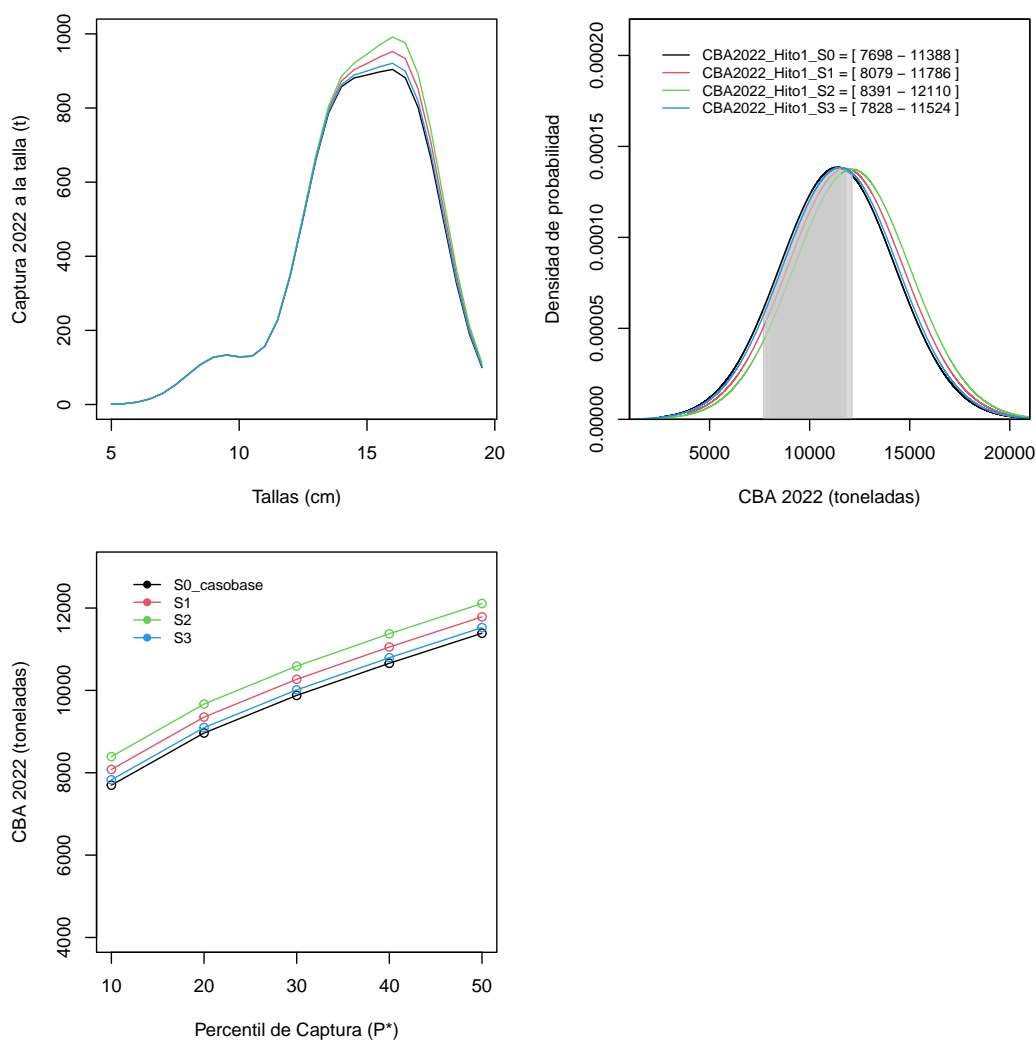 Captura 2022 a la talla (t)
1000
800
600
400
200
0
5
10
15
20
Tallas (cm)
Densidad de probabilidad
0.00020
0.00015
0.00010
0.00005
0.00000
CBA2022_Hito1_S0 = [ 7698 − 11388 ]
CBA2022_Hito1_S1 = [ 8079 − 11786 ]
CBA2022_Hito1_S2 = [ 8391 − 12110 ]
CBA2022_Hito1_S3 = [ 7828 − 11524 ]
5000
10000
15000
20000
CBA 2022 (toneladas)
CBA 2022 (toneladas)
12000
10000
8000
6000
4000
S0_casobase
S1
S2
S3
10
20
30
40
50
Percentil de Captura (P*)